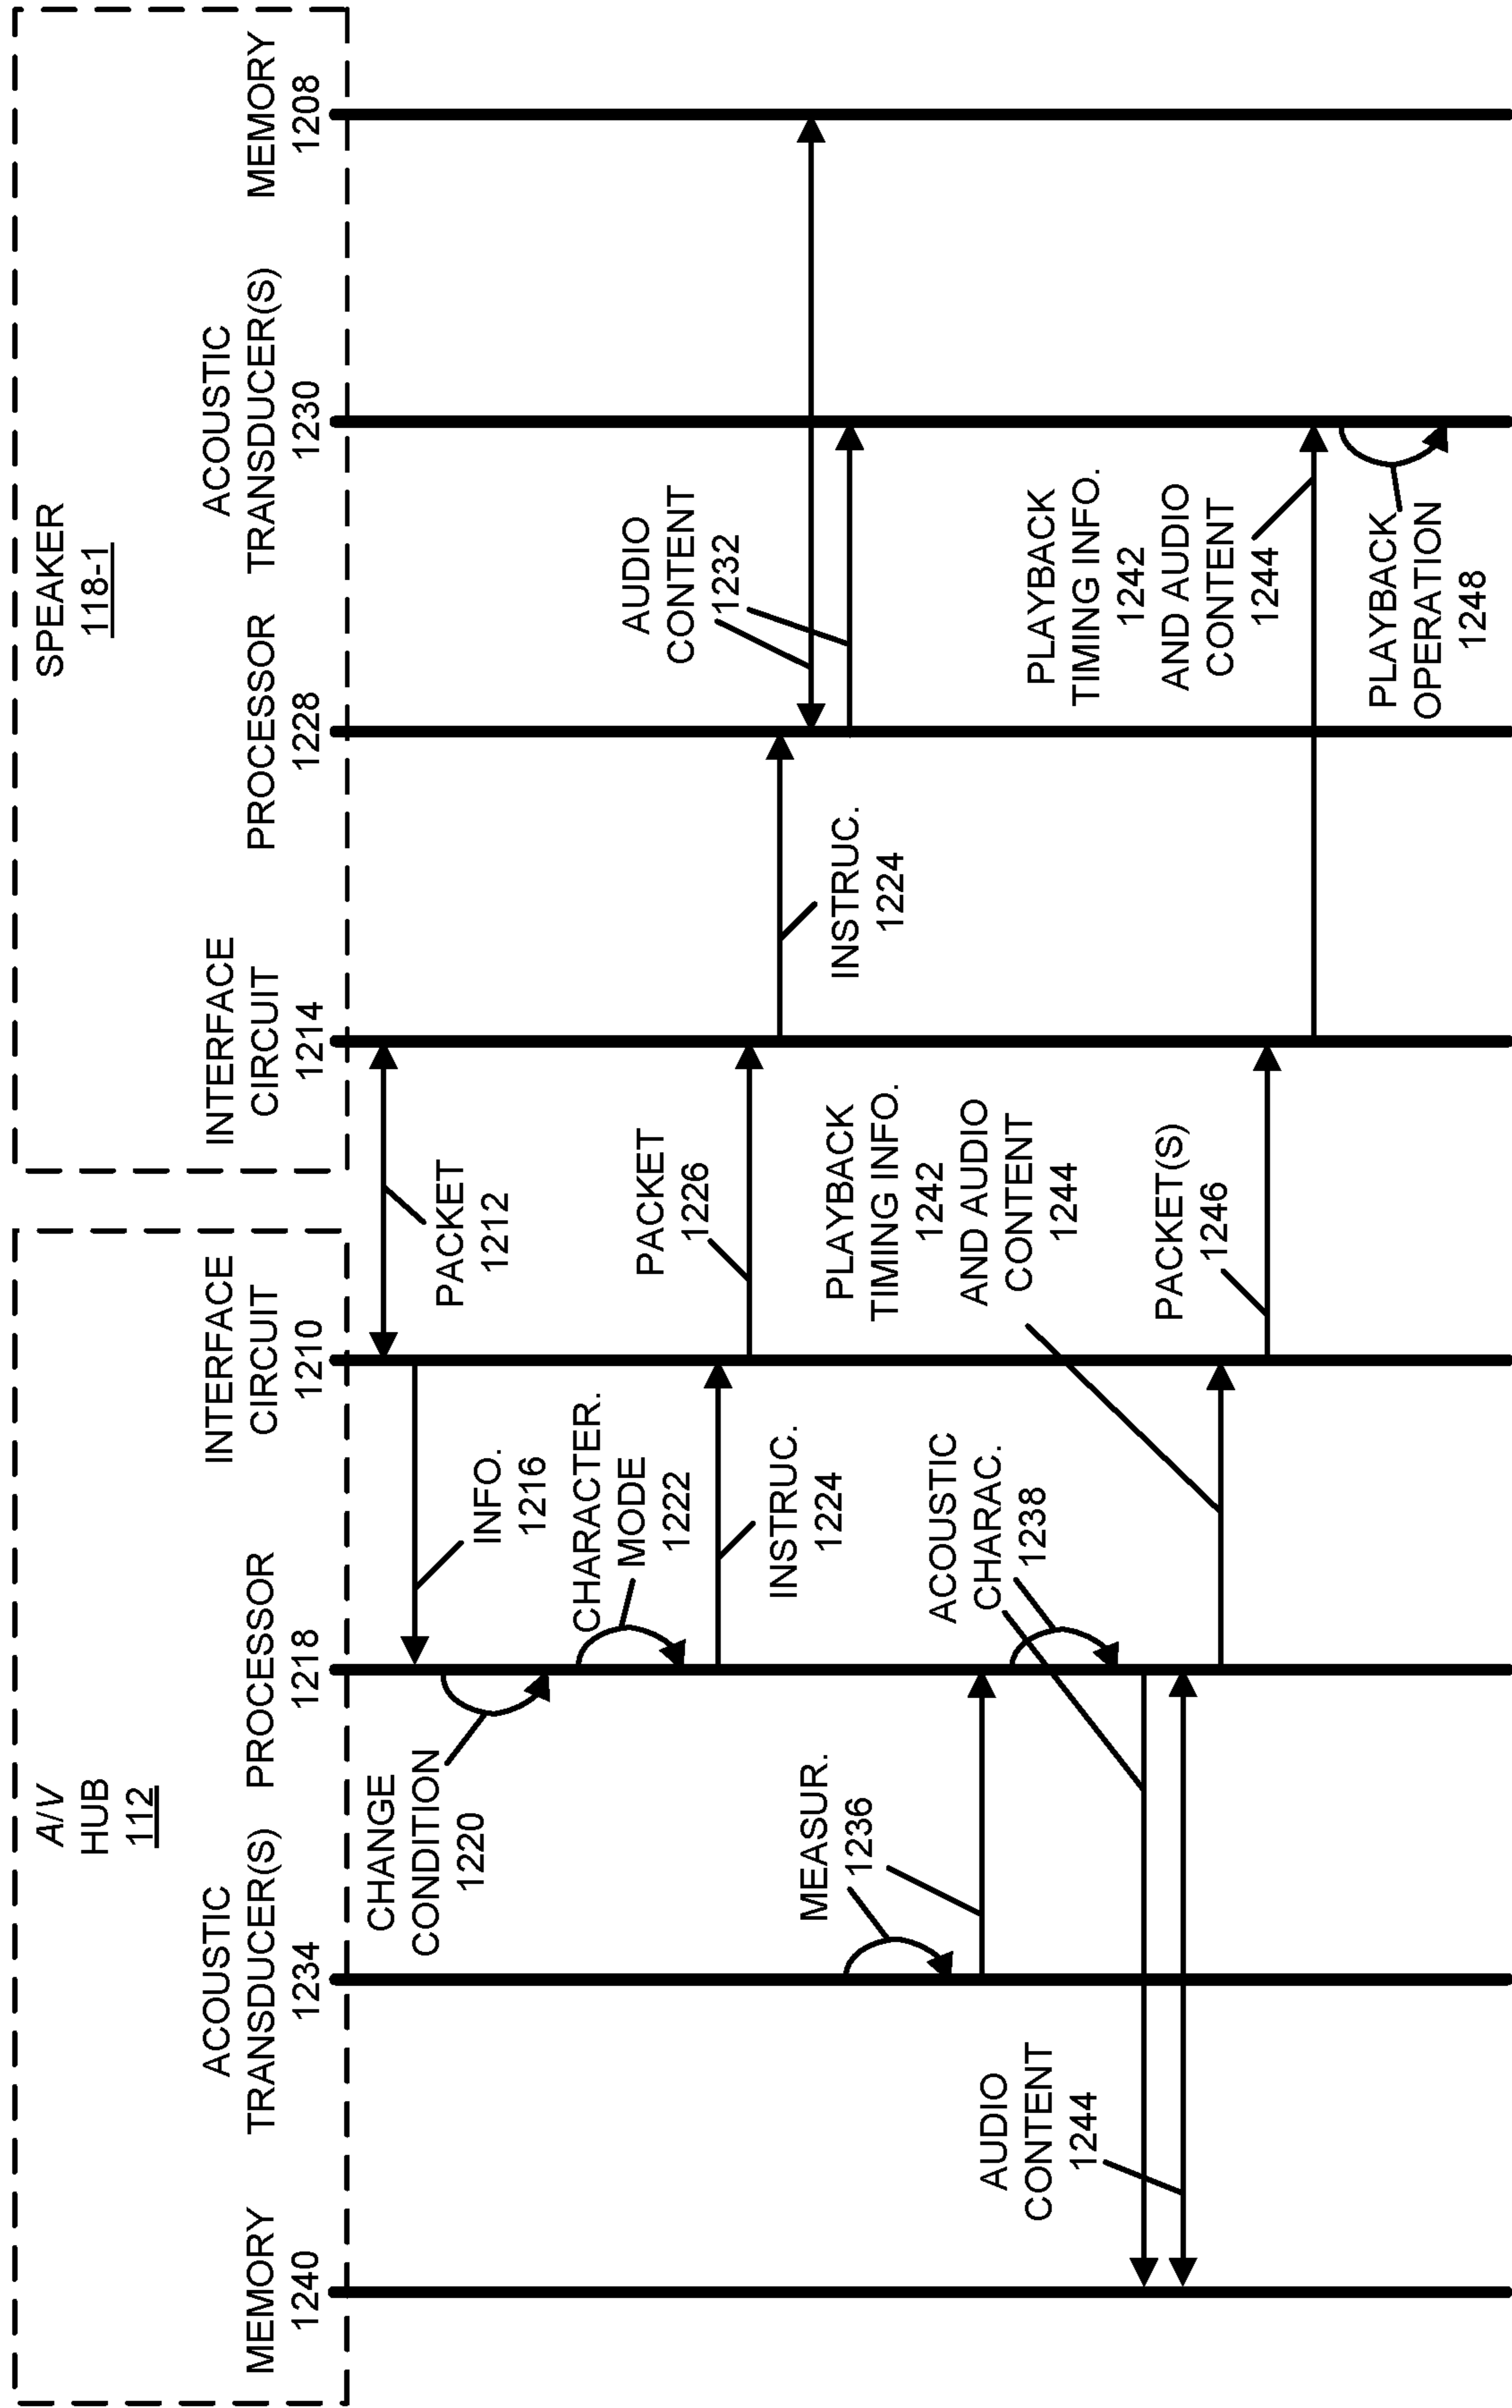 A/V
HUB
112
SPEAKER
118-1
MEMORY
1240
ACOUSTIC
TRANSDUCER(S)
1234
PROCESSOR
1218
INTERFACE
CIRCUIT
1210
INTERFACE
CIRCUIT
1214
PROCESSOR
1228
ACOUSTIC
TRANSDUCER(S)
1230
MEMORY
1208
PACKET
1212
INFO.
1216
CHANGE
CONDITION
1220
CHARACTER.
MODE
1222
INSTRUC.
1224
PACKET
1226
INSTRUC.
1224
AUDIO
CONTENT
1232
MEASUR.
1236
ACOUSTIC
CHARAC.
1238
AUDIO
CONTENT
1244
PLAYBACK
TIMING INFO.
1242
AND AUDIO
CONTENT
1244
PACKET(S)
1246
PLAYBACK
TIMING INFO.
1242
AND AUDIO
CONTENT
1244
PLAYBACK
OPERATION
1248